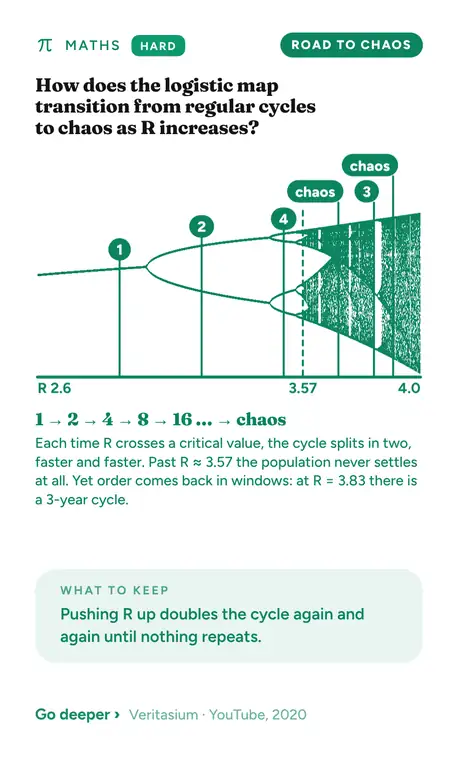 π MATHS HARD ROAD TO CHAOS
How does the logistic map
transition from regular cycles
to chaos as R increases?
chaos
chaos 3
4
2
1
R 2.6 3.57 4.0
1 → 2 → 4 → 8 → 16 ... → chaos
Each time R crosses a critical value, the cycle splits in two,
faster and faster. Past R ≈ 3.57 the population never settles
at all. Yet order comes back in windows: at R = 3.83 there is
a 3-year cycle.
WHAT TO KEEP
Pushing R up doubles the cycle again and
again until nothing repeats.
Go deeper › Veritasium · YouTube, 2020